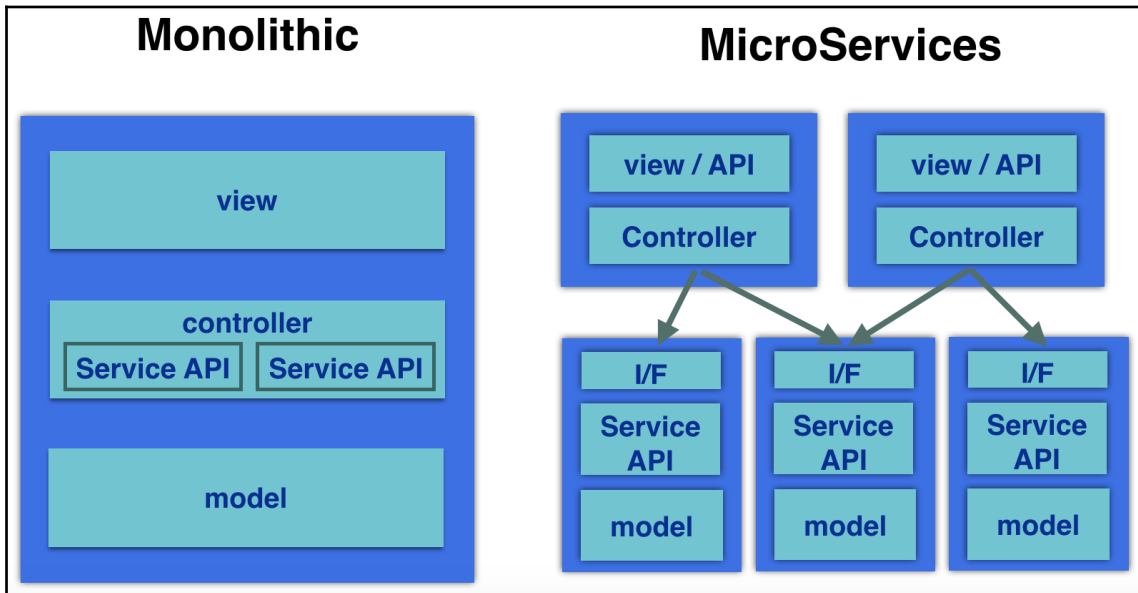 Monolithic
view
controller
Service API
Service API
model
MicroServices
view / API
Controller
view / API
Controller
I/F
Service
API
model
I/F
Service
API
model
I/F
Service
API
model